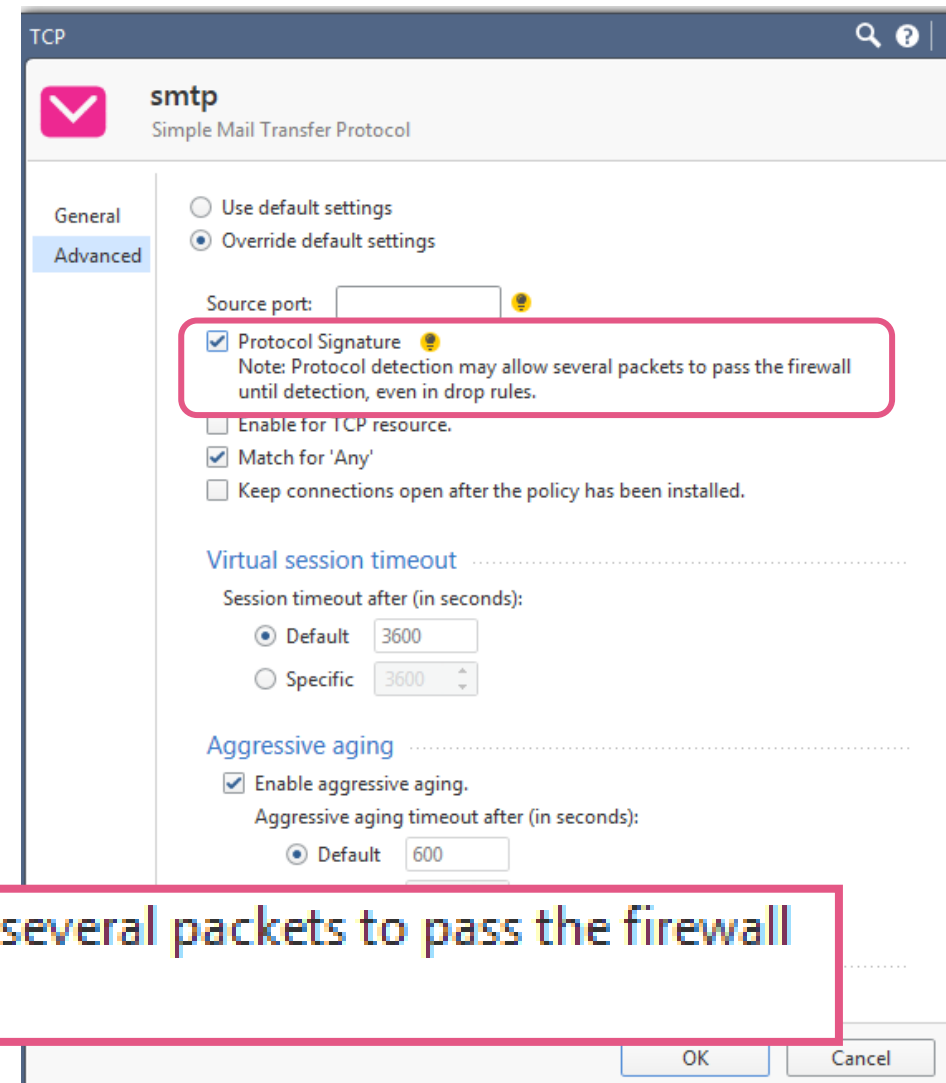 TCP
smtp
Simple Mail Transfer Protocol
General
Advanced
Use default settings
Override default settings
Source port:
Protocol Signature
Note: Protocol detection may allow several packets to pass the firewall
until detection, even in drop rules.
Enable for TCP resource.
Match for 'Any'
Keep connections open after the policy has been installed.
Virtual session timeout
Session timeout after (in seconds):
Default 3600
Specific 3600
Aggressive aging
Enable aggressive aging.
Aggressive aging timeout after (in seconds):
Default 600
several packets to pass the firewall
OK Cancel